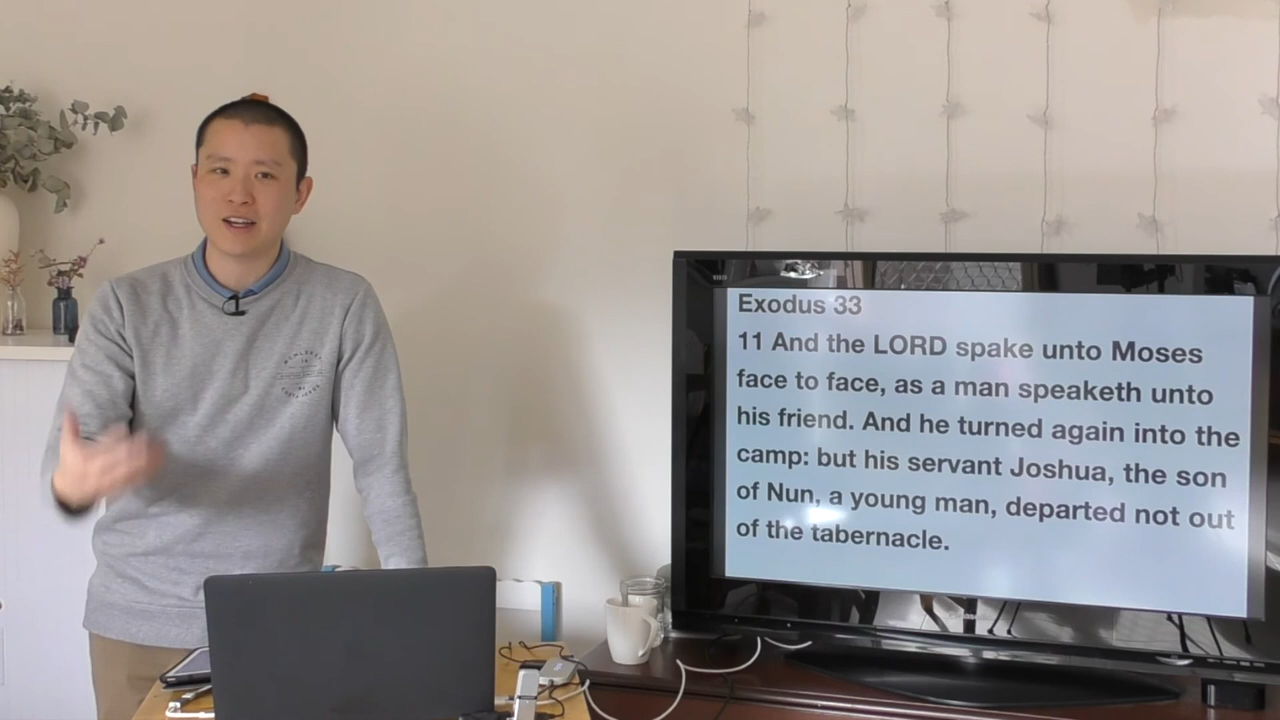 Exodus 33
11 And the LORD spake unto Moses
face to face, as a man speaketh unto
his friend. And he turned again into the
camp: but his servant Joshua, the son
of Nun, a young man, departed not out
of the tabernacle.